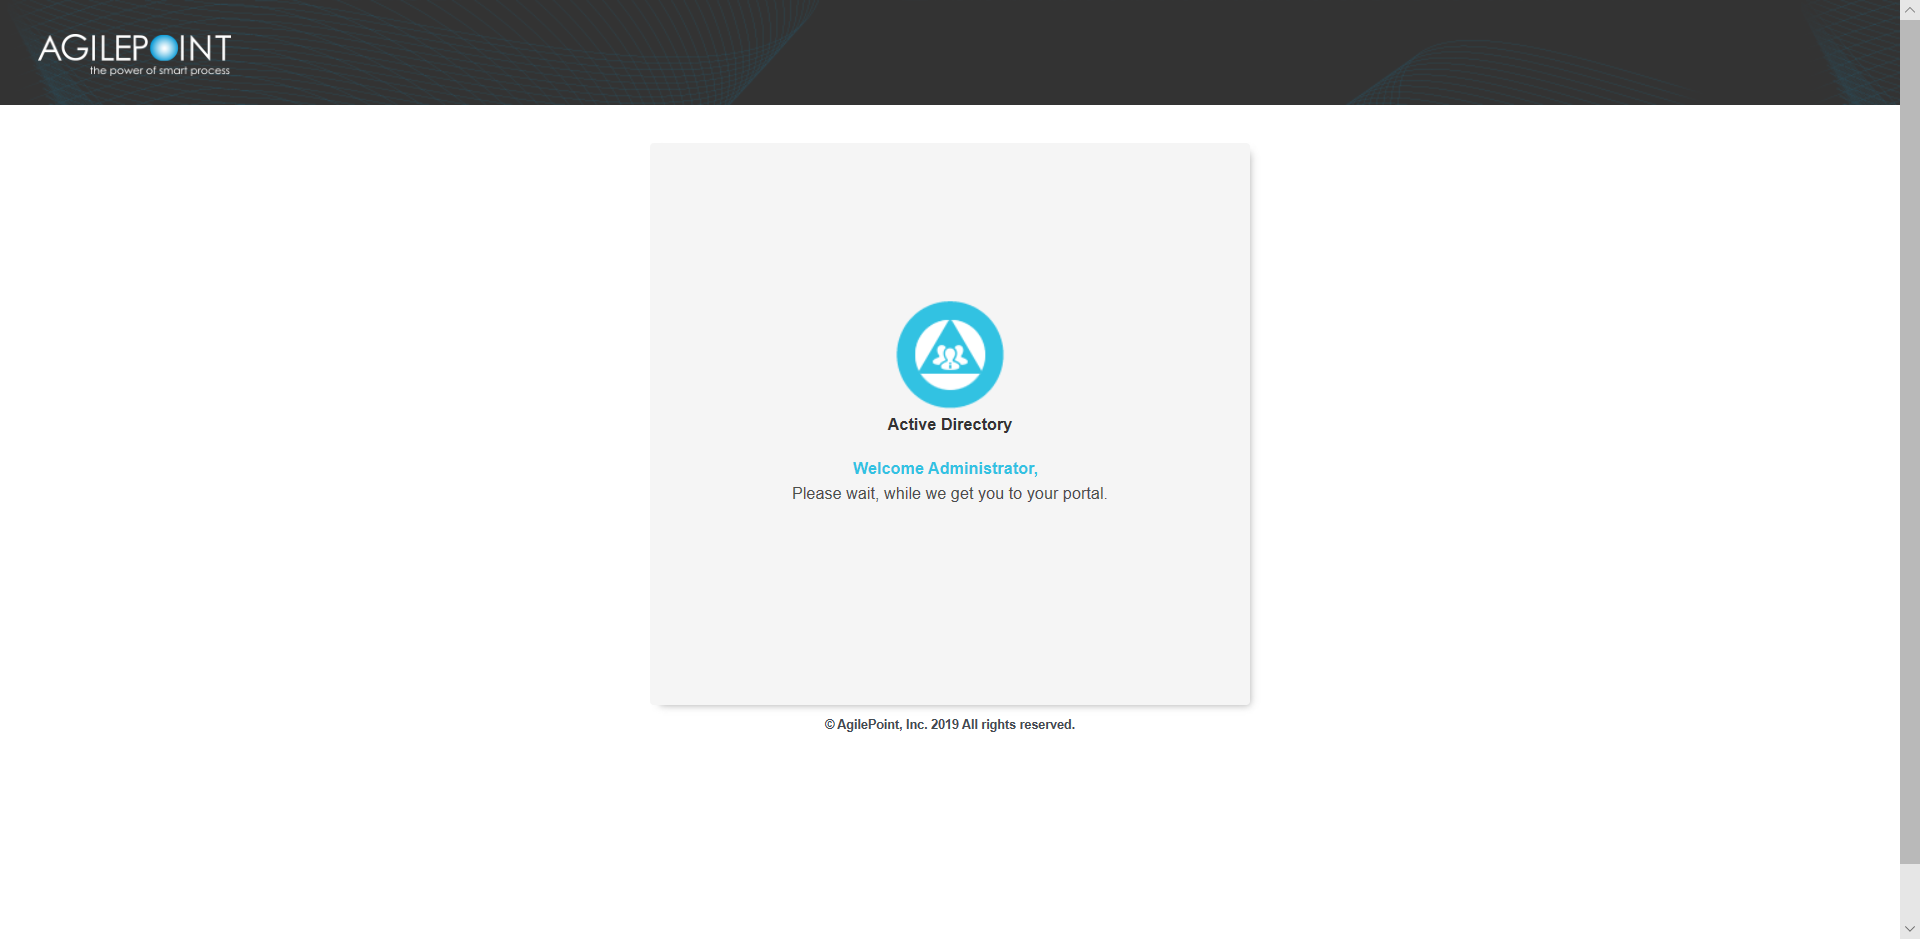 AGILEPOINT
the power of smart process
Active Directory
Welcome Administrator,
Please wait, while we get you to your portal.
© AgilePoint, Inc. 2019 All rights reserved.